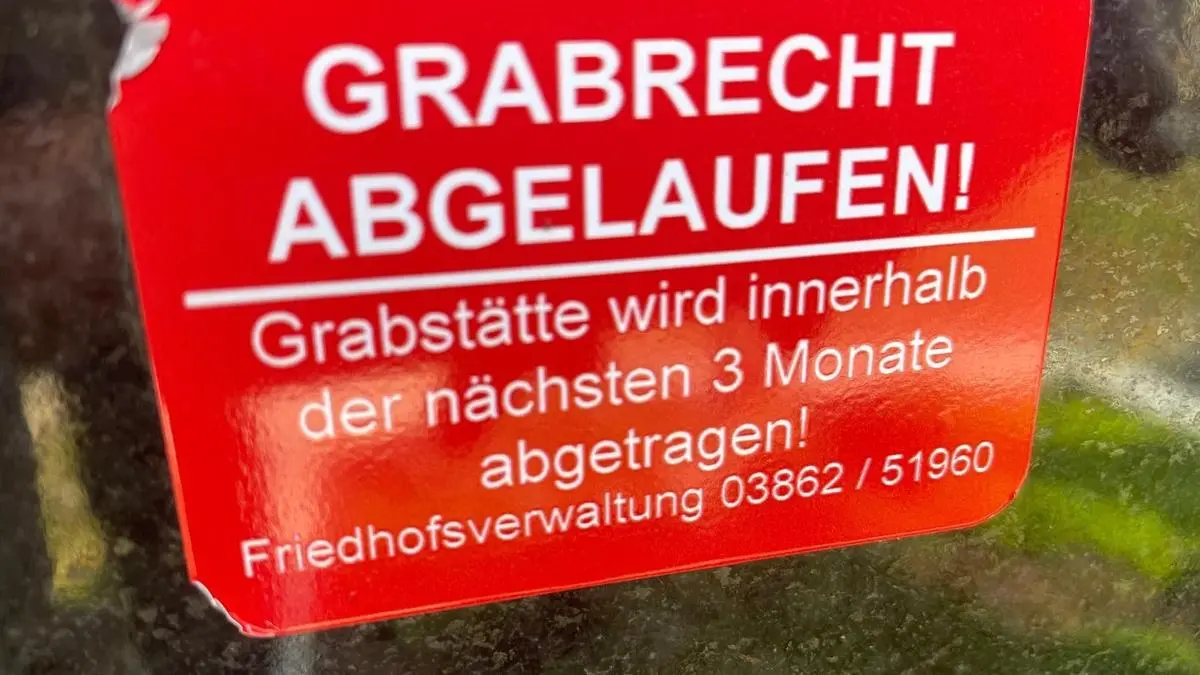 GRABRECHT
ABGELAUFEN!
Grabstätte wird innerhalb
der nächsten 3 Monate
abgetragen!
Friedhofsverwaltung 03862 / 51960